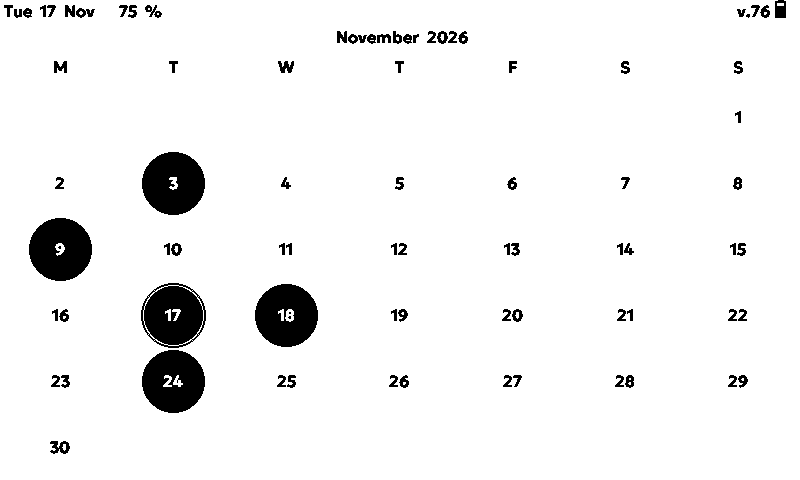 Tue 17 Nov 75 % v.76
November 2026
M T W T F S S
1
2 3 4 5 6 7 8
9 10 11 12 13 14 15
16 17 18 19 20 21 22
23 24 25 26 27 28 29
30